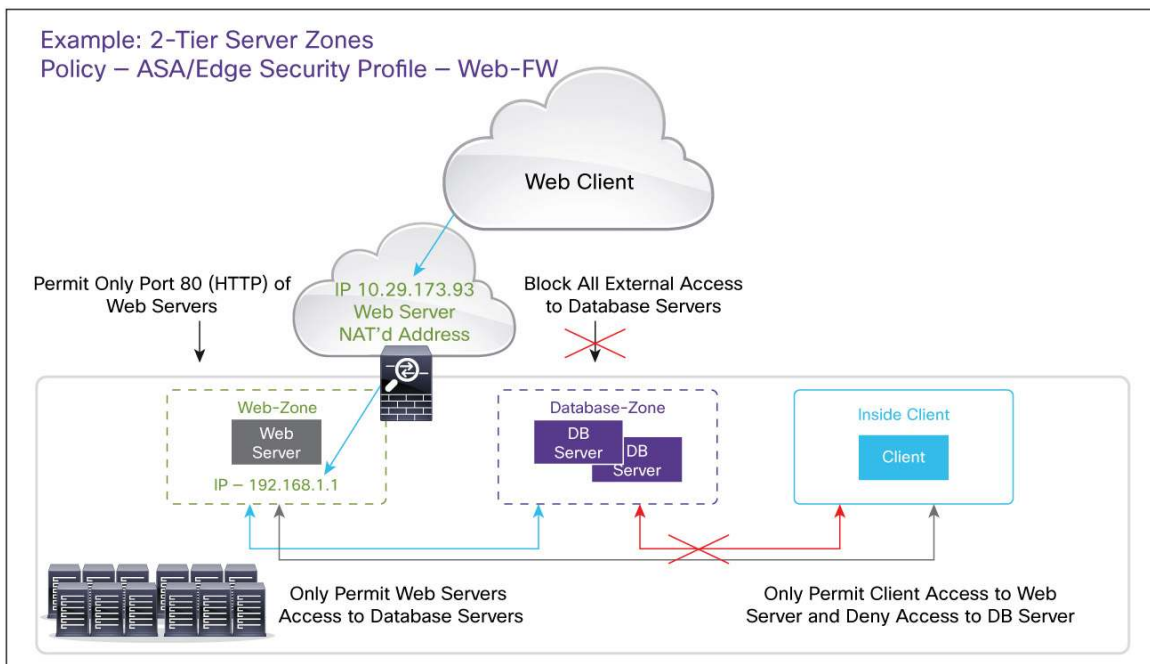 Example: 2-Tier Server Zones
Policy – ASA/Edge Security Profile – Web-FW
Web Client
Permit Only Port 80 (HTTP) of
Web Servers
IP 10.29.173.93
Web Server
NAT'd Address
Block All External Access
to Database Servers
Web-Zone
Web
Server
IP – 192.168.1.1
Database-Zone
DB
Server
DB
Server
Inside Client
Client
Only Permit Web Servers
Access to Database Servers
Only Permit Client Access to Web
Server and Deny Access to DB Server